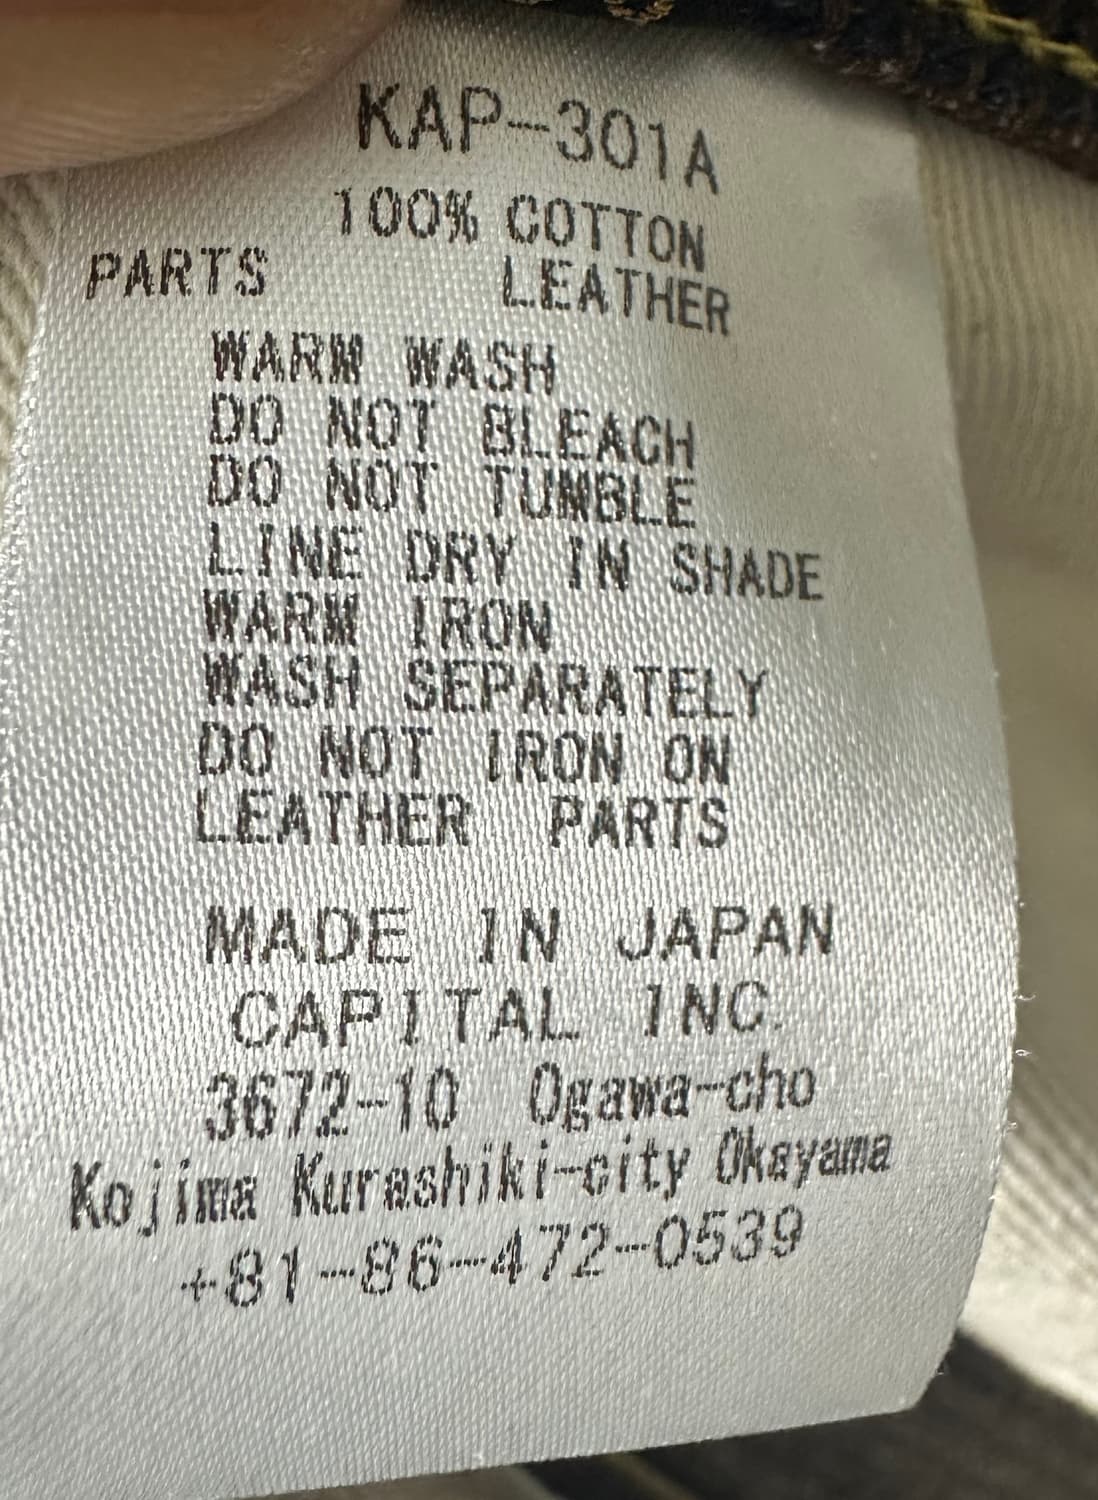 KAP-301A
100% COTTON
PARTS LEATHER
WARM WASH
DO NOT BLEACH
DO NOT TUMBLE
LINE DRY IN SHADE
WARM IRON
WASH SEPARATELY
DO NOT IRON ON
LEATHER PARTS
MADE IN JAPAN
CAPITAL INC.
3672-10 Ogawa-cho
Kojima Kurashiki-city Okayama
+81-86-472-0539